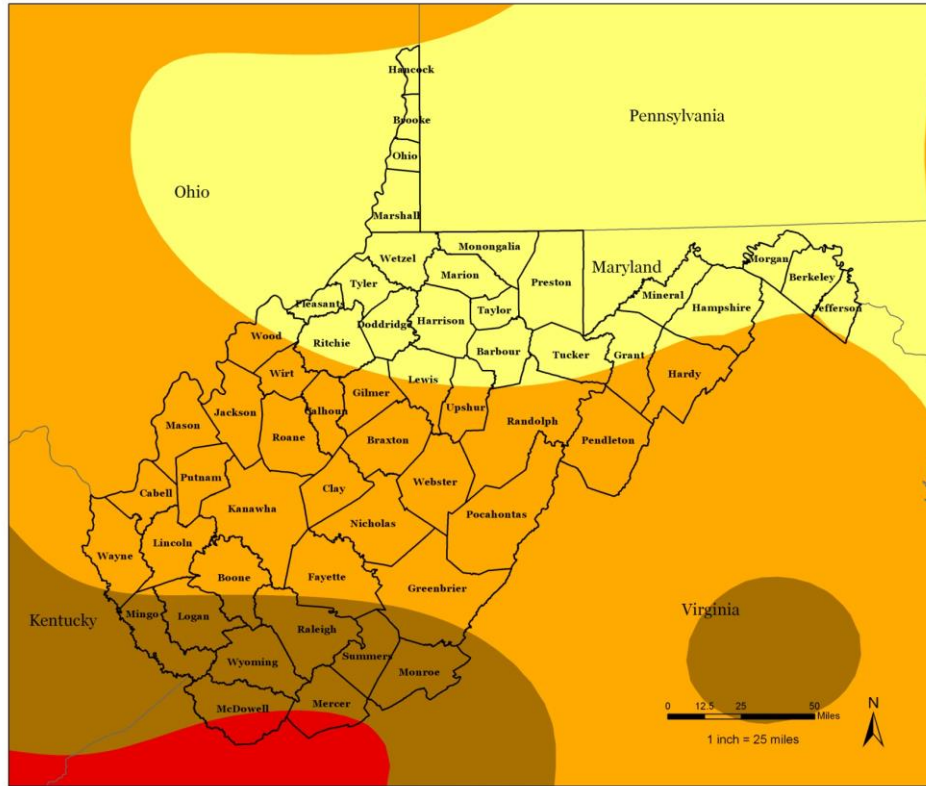 Hancock
Brooke
Pennsylvania
Ohio
Ohio
Marshall
Wetzel
Monongalia
Marion
Preston
Maryland
Morgan
Berkeley
Jefferson
Mineral
Hampshire
Tyler
Pleasants
Doddridge
Harrison
Taylor
Ritchie
Barbour
Tucker
Grant
Hardy
Wood
Wirt
Lewis
Gilmer
Upshur
Calhoun
Jackson
Mason
Roane
Braxton
Randolph
Pendleton
Putnam
Cabell
Clay
Webster
Kanawha
Nicholas
Pocahontas
Lincoln
Wayne
Boone
Fayette
Greenbrier
Kentucky
Mingo
Logan
Raleigh
Virginia
Wyoming
Summers
Monroe
McDowell
Mercer
N
0 12.5 25 50
Miles
1 inch = 25 miles